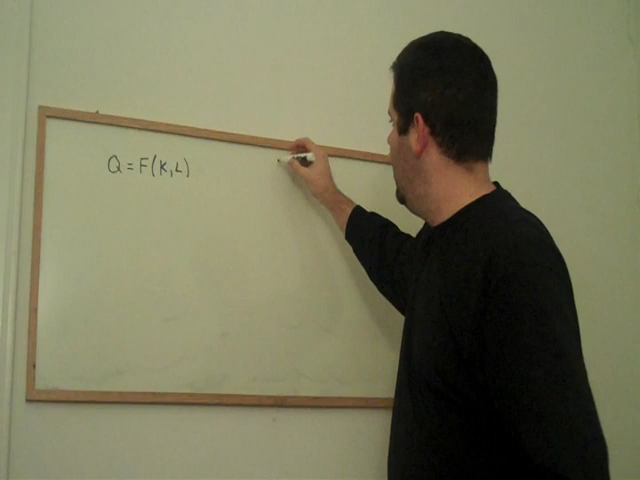 Q = F(K, L)